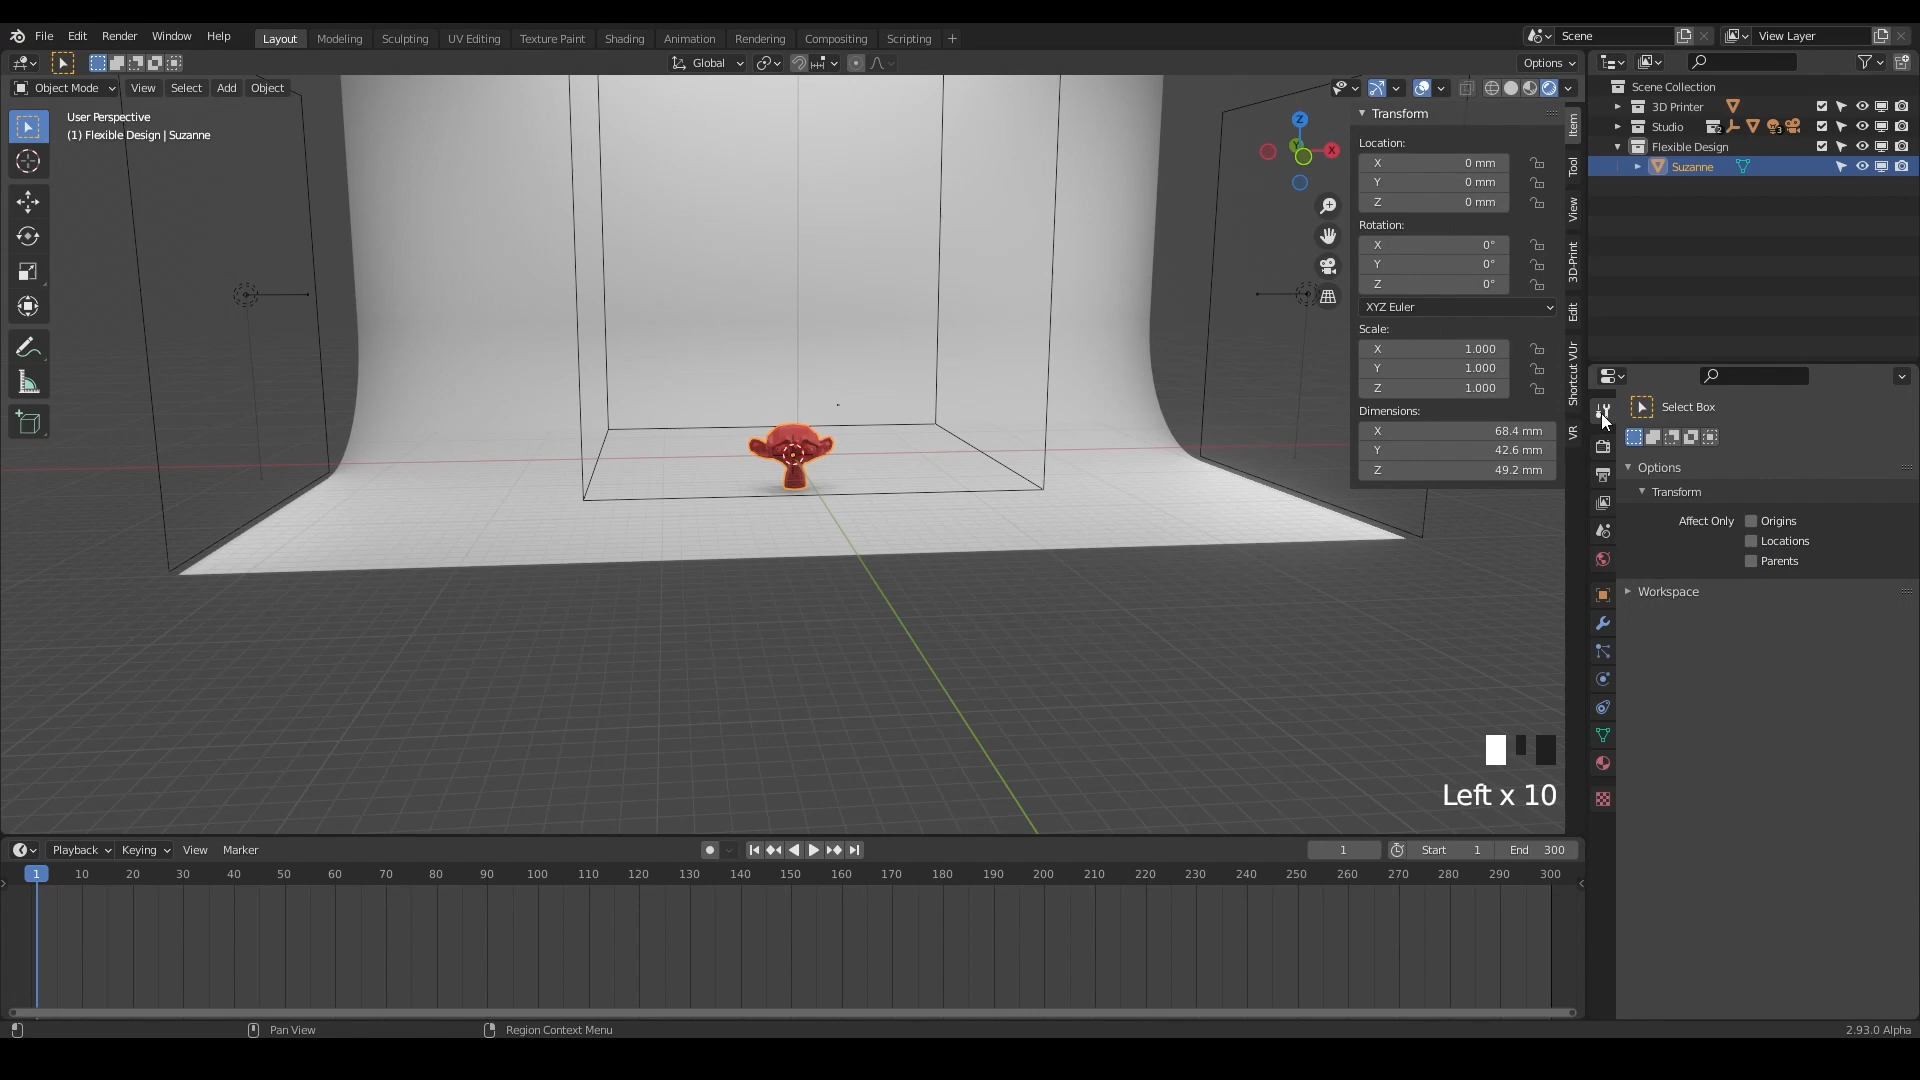 File Edit Render Window Help Layout Modeling Sculpting UV Editing Texture Paint Shading Animation Rendering Compositing Scripting + Scene View Layer
Global Options
Object Mode View Select Add Object
User Perspective
(1) Flexible Design | Suzanne
Z
Y
X
Transform
Location:
X 0 mm
Y 0 mm
Z 0 mm
Rotation:
X 0°
Y 0°
Z 0°
XYZ Euler
Scale:
X 1.000
Y 1.000
Z 1.000
Dimensions:
X 68.4 mm
Y 42.6 mm
Z 49.2 mm
Item
Tool
View
3D-Print
Edit
Shortcut VUr
VR
Scene Collection
3D Printer
Studio 2 3
Flexible Design
Suzanne
Select Box
Options
Transform
Affect Only Origins
Locations
Parents
Workspace
Left x 10
Playback Keying View Marker 1 Start 1 End 300
1 10 20 30 40 50 60 70 80 90 100 110 120 130 140 150 160 170 180 190 200 210 220 230 240 250 260 270 280 290 300
Pan View Region Context Menu 2.93.0 Alpha